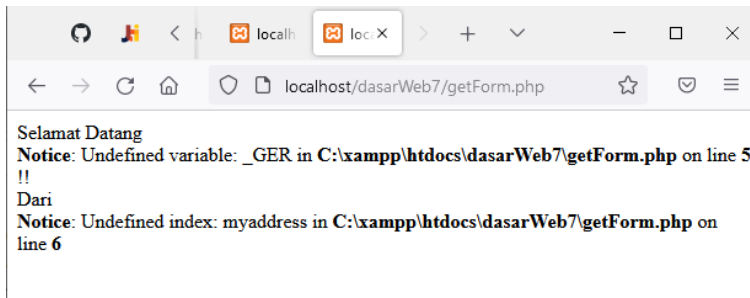 localh
loca
localhost/dasarWeb7/getForm.php
Selamat Datang
Notice: Undefined variable: _GER in C:\xampp\htdocs\dasarWeb7\getForm.php on line 5
!!
Dari
Notice: Undefined index: myaddress in C:\xampp\htdocs\dasarWeb7\getForm.php on
line 6